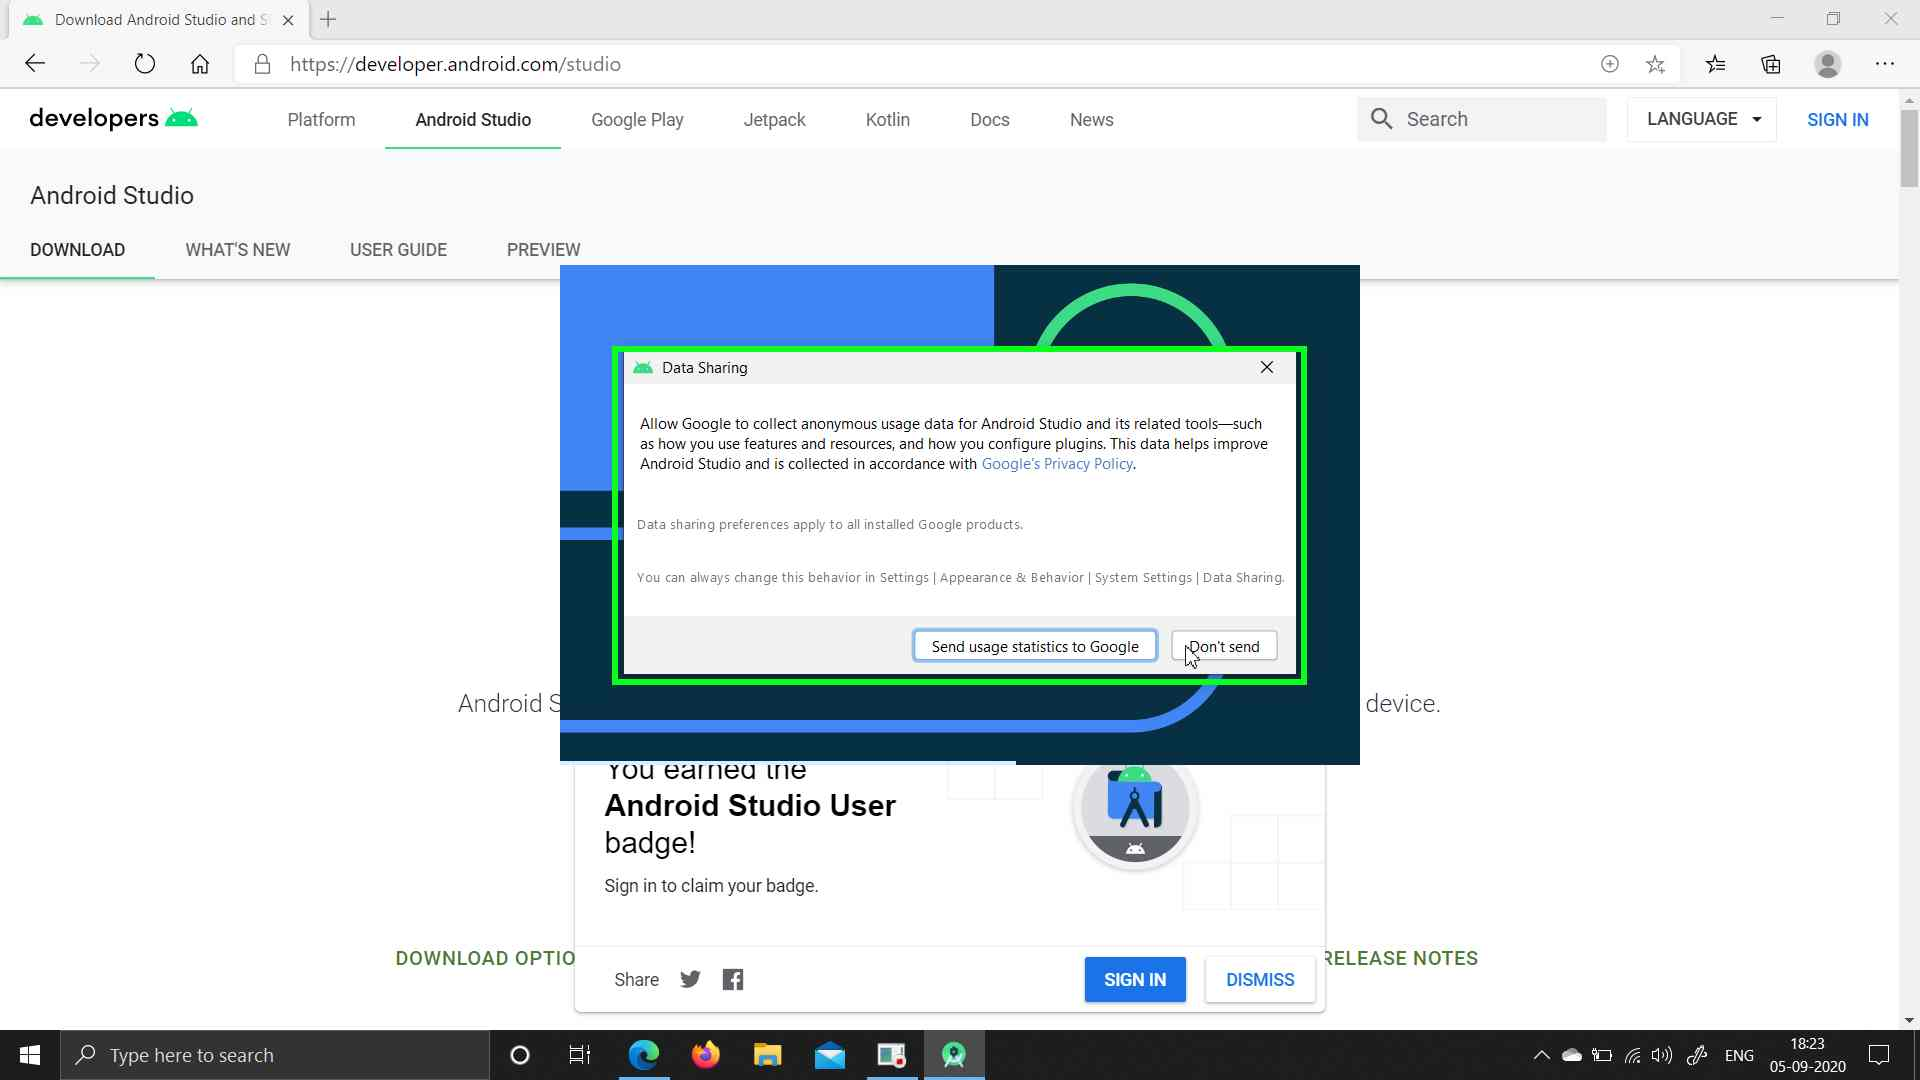 Download Android Studio and S
https://developer.android.com/studio
developers
Platform
Android Studio
Google Play
Jetpack
Kotlin
Docs
News
Search
LANGUAGE
SIGN IN
Android Studio
DOWNLOAD
WHAT'S NEW
USER GUIDE
PREVIEW
Data Sharing
Allow Google to collect anonymous usage data for Android Studio and its related tools—such
as how you use features and resources, and how you configure plugins. This data helps improve
Android Studio and is collected in accordance with Google's Privacy Policy.
Data sharing preferences apply to all installed Google products.
You can always change this behavior in Settings | Appearance & Behavior | System Settings | Data Sharing.
Send usage statistics to Google
Don't send
Android S
device.
You earned the
Android Studio User
badge!
Sign in to claim your badge.
DOWNLOAD OPTIO
RELEASE NOTES
Share
SIGN IN
DISMISS
Type here to search
ENG
18:23
05-09-2020